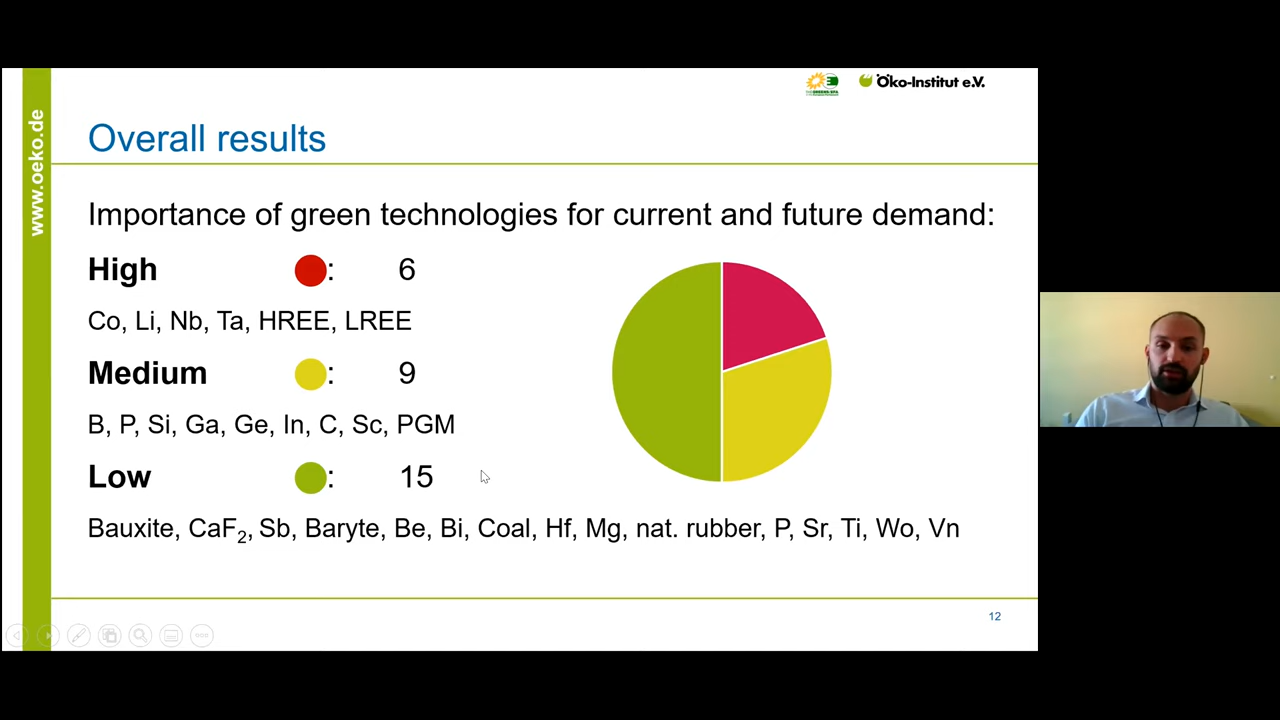 Öko-Institut e.V.
www.oeko.de
Overall results
Importance of green technologies for current and future demand:
High : 6
Co, Li, Nb, Ta, HREE, LREE
Medium : 9
B, P, Si, Ga, Ge, In, C, Sc, PGM
Low : 15
Bauxite, CaF2, Sb, Baryte, Be, Bi, Coal, Hf, Mg, nat. rubber, P, Sr, Ti, Wo, Vn
12